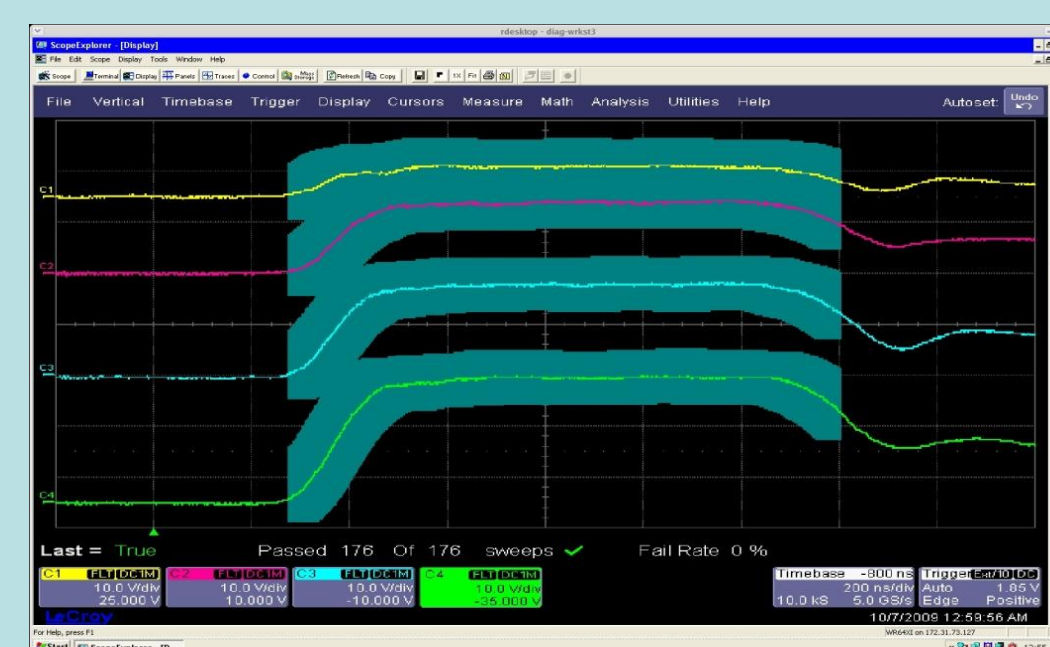 rdesktop - diag-wrkst3
ScopeExplorer - [Display]
File Edit Scope Display Tools Window Help
Scope Terminal Display Panels Traces Control Refresh Copy 1X Fit
File Vertical Timebase Trigger Display Cursors Measure Math Analysis Utilities Help Autoset: Undo
C1
C2
C3
C4
Last = True Passed 176 Of 176 sweeps ✓ Fail Rate 0 %
C1 FLT DC1M C2 FLT DC1M C3 FLT DC1M C4 FLT DC1M Timebase -800 ns Trigger Ext/10 DC
10.0 V/div 10.0 V/div 10.0 V/div 10.0 V/div 200 ns/div Auto 1.85 V
25.000 V 10.000 V -10.000 V -35.000 V 10.0 kS 5.0 GS/s Edge Positive
LeCroy 10/7/2009 12:59:56 AM
For Help, press F1 WR64XI on 172.31.73.127
Start ScopeExplorer - [D... 12:55